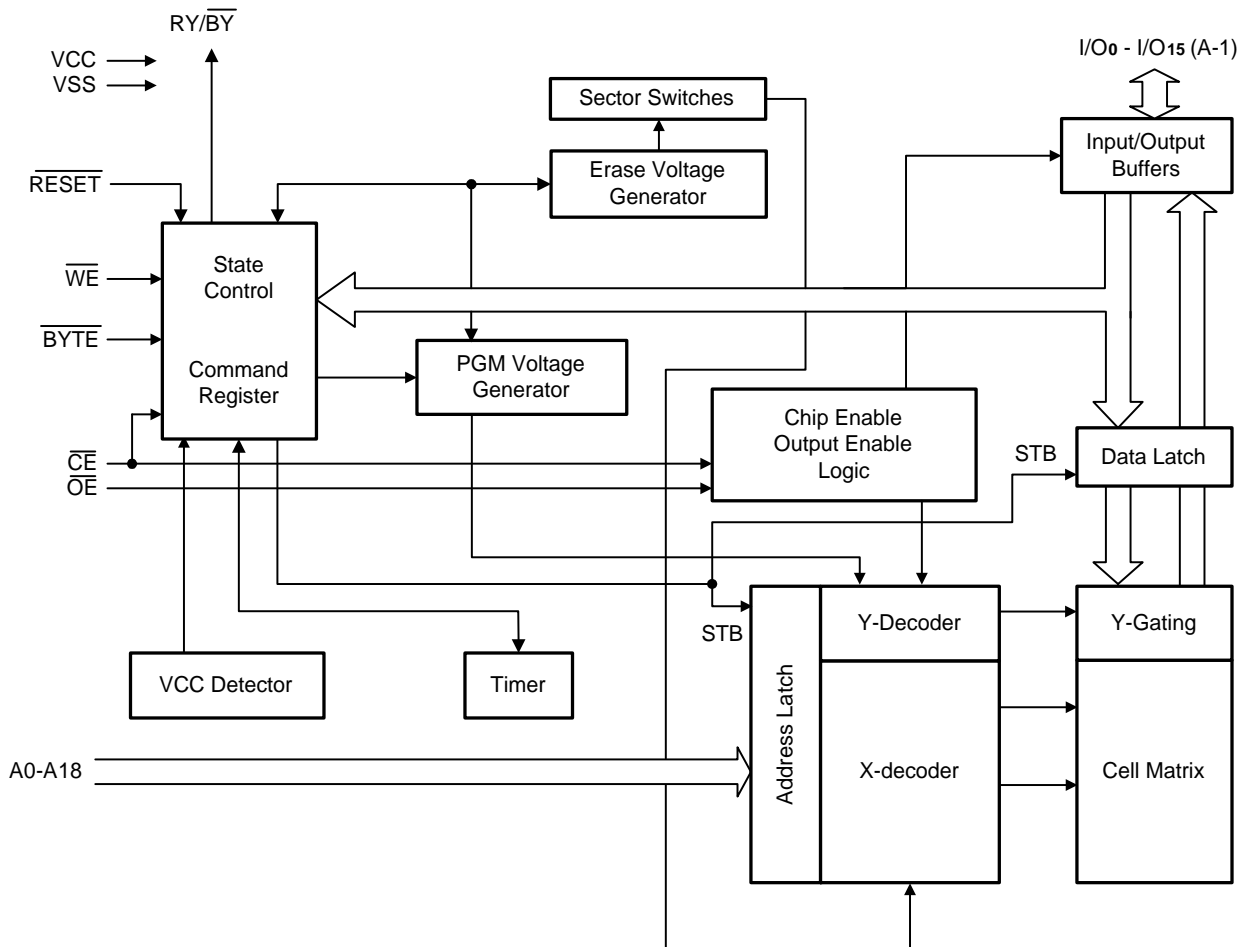 RY/BY
VCC
VSS
I/O0 - I/O15 (A-1)
Sector Switches
Input/Output
Buffers
Erase Voltage
Generator
RESET
State
Control
WE
BYTE
Command
Register
PGM Voltage
Generator
Chip Enable
Output Enable
Logic
CE
OE
STB
Data Latch
STB
Y-Decoder
Y-Gating
VCC Detector
Timer
Address Latch
X-decoder
Cell Matrix
A0-A18